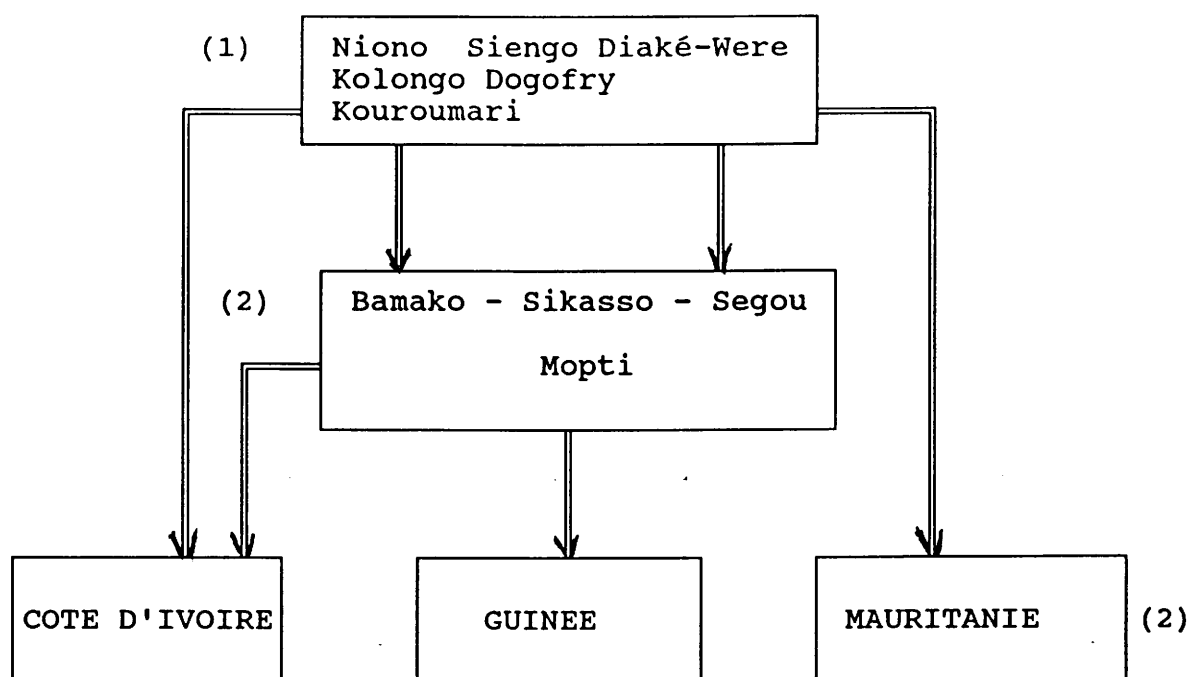 (1)
Niono Siengo Diaké-Were
Kolongo Dogofry
Kouroumari
(2)
Bamako - Sikasso - Segou
Mopti
COTE D'IVOIRE
GUINEE
MAURITANIE
(2)